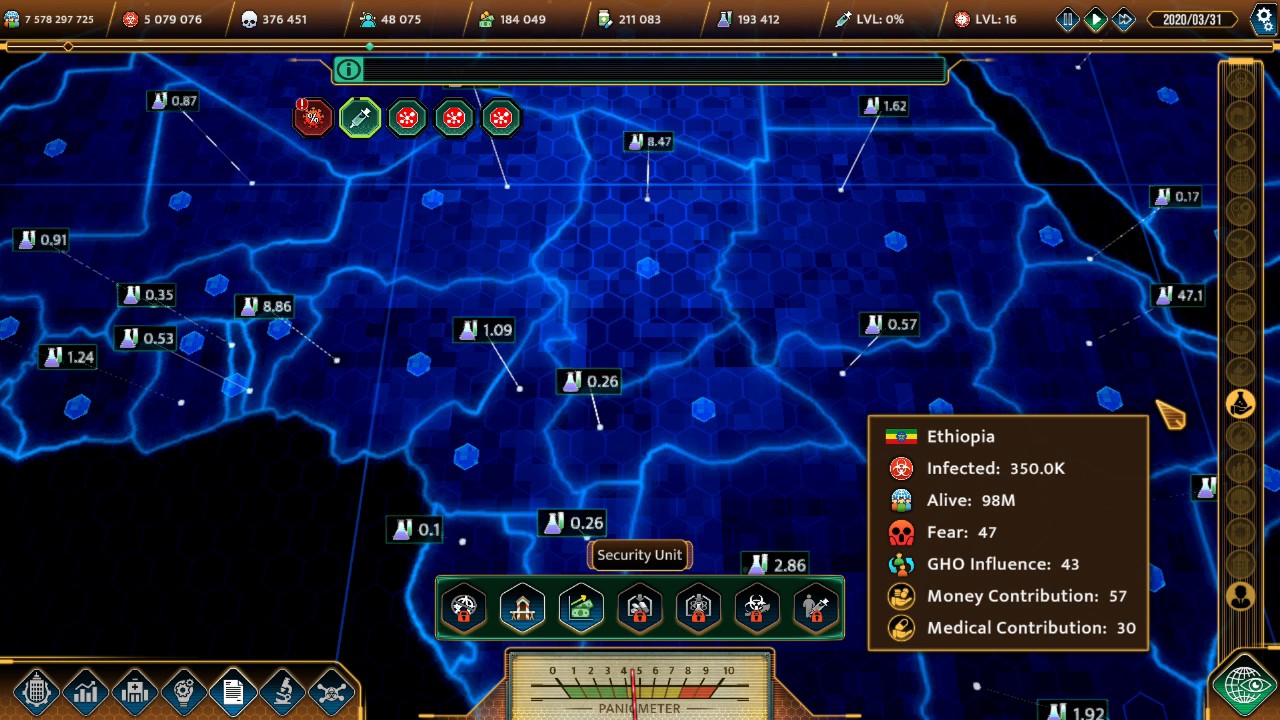 7 578 297 725 5 079 076 376 451 48 075 184 049 211 083 193 412 LVL: 0% LVL: 16 2020/03/31
0.87
1.62
8.47
0.17
0.91
0.35
47.1
8.86
0.57
1.09
0.53
1.24
0.26
Ethiopia
Infected: 350.0K
Alive: 98M
Fear: 47
GHO Influence: 43
Money Contribution: 57
Medical Contribution: 30
0.1
0.26
Security Unit
2.86
0 1 2 3 4 5 6 7 8 9 10
PANICMETER
1.92